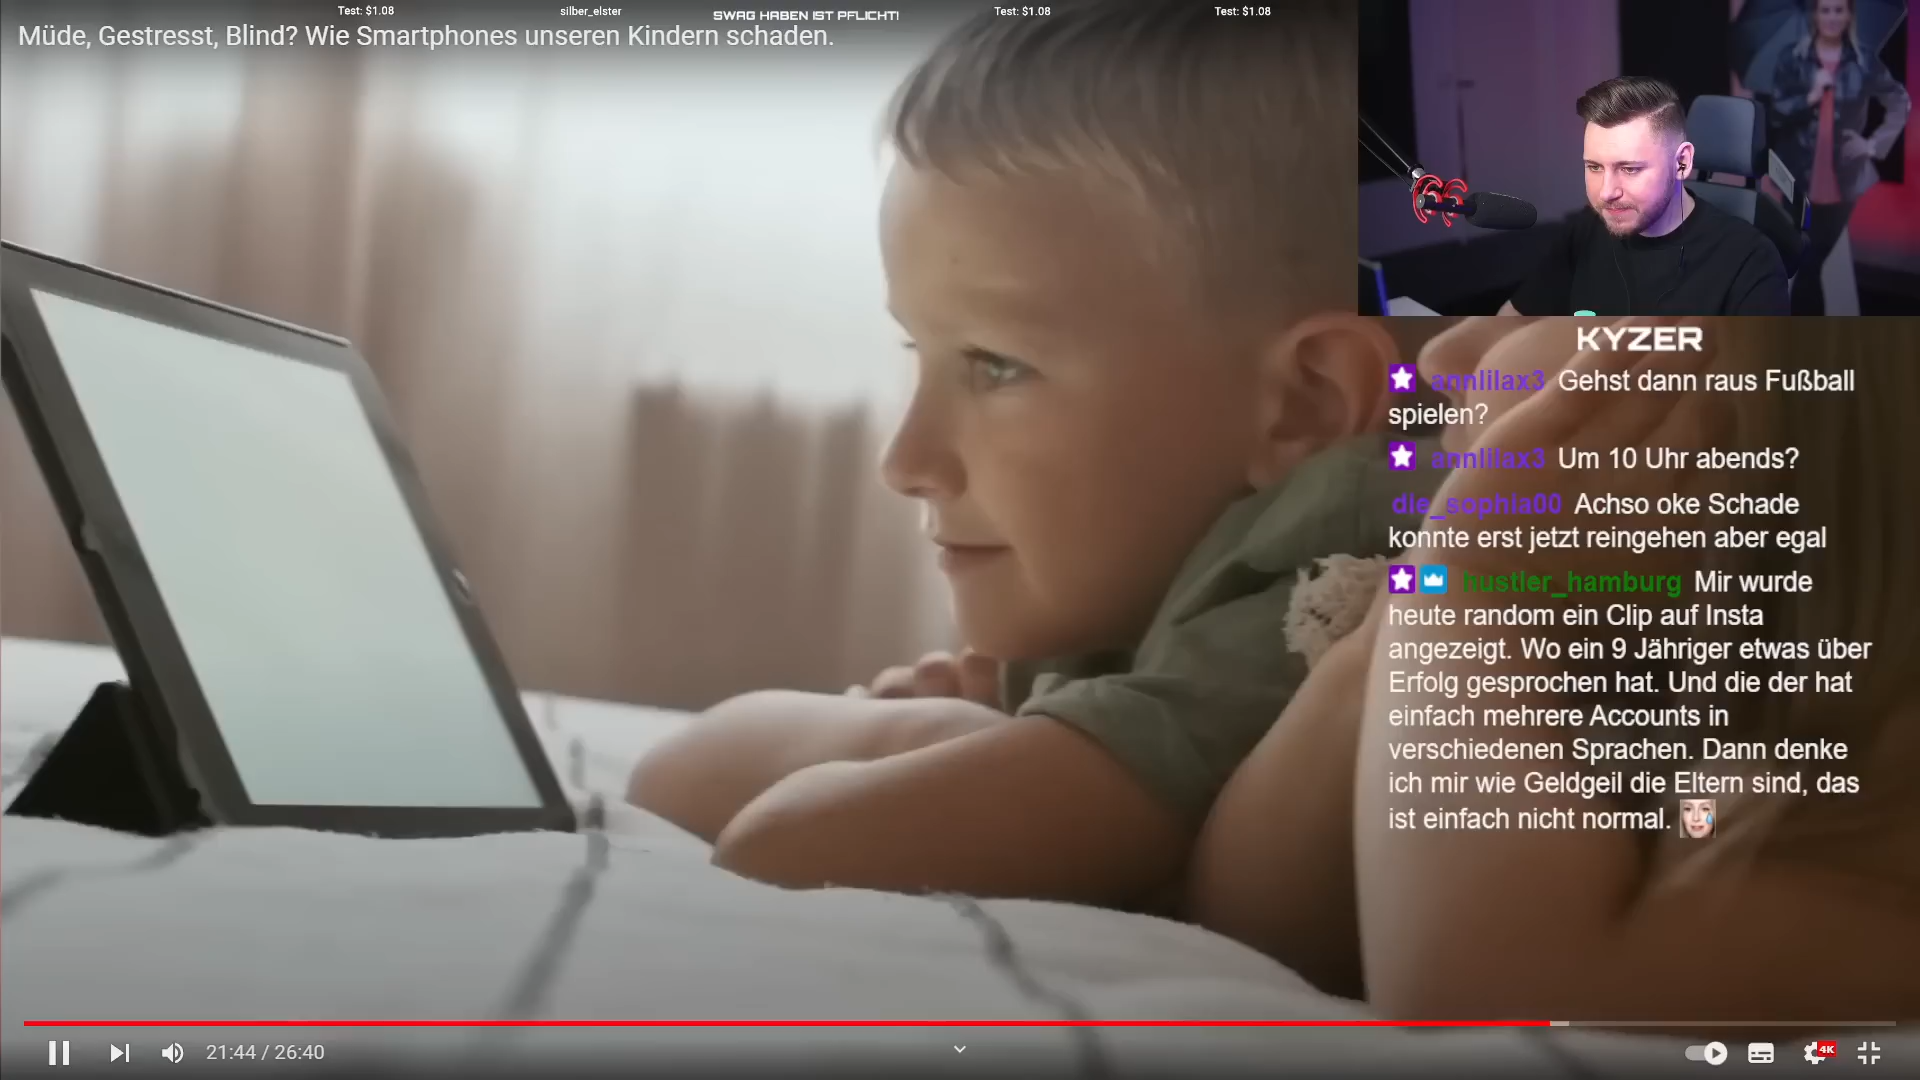 Test: $1.08
silber_elster
SWAG HABEN IST PFLICHT!
Test: $1.08
Test: $1.08
Müde, Gestresst, Blind? Wie Smartphones unseren Kindern schaden.
KYZER
annlilax3 Gehst dann raus Fußball
spielen?
annlilax3 Um 10 Uhr abends?
die_sophia00 Achso oke Schade
konnte erst jetzt reingehen aber egal
hustler_hamburg Mir wurde
heute random ein Clip auf Insta
angezeigt. Wo ein 9 Jähriger etwas über
Erfolg gesprochen hat. Und die der hat
einfach mehrere Accounts in
verschiedenen Sprachen. Dann denke
ich mir wie Geldgeil die Eltern sind, das
ist einfach nicht normal.
21:44 / 26:40
4K